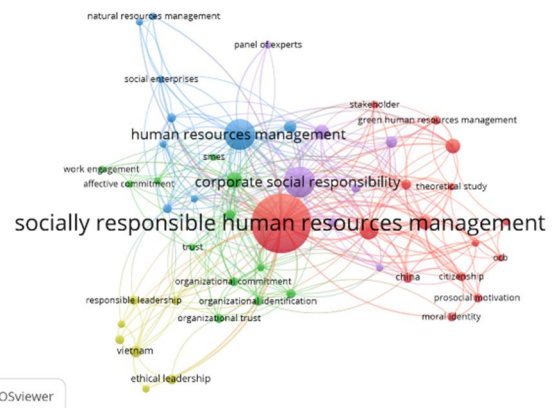 natural resources management
panel of experts
social enterprises
stakeholder
green human resources management
human resources management
smes
work engagement
affective commitment
corporate social responsibility
theoretical study
socially responsible human resources management
trust
ocb
organizational commitment
china
citizenship
responsible leadership
organizational identification
prosocial motivation
organizational trust
moral identity
vietnam
ethical leadership
OSviewer